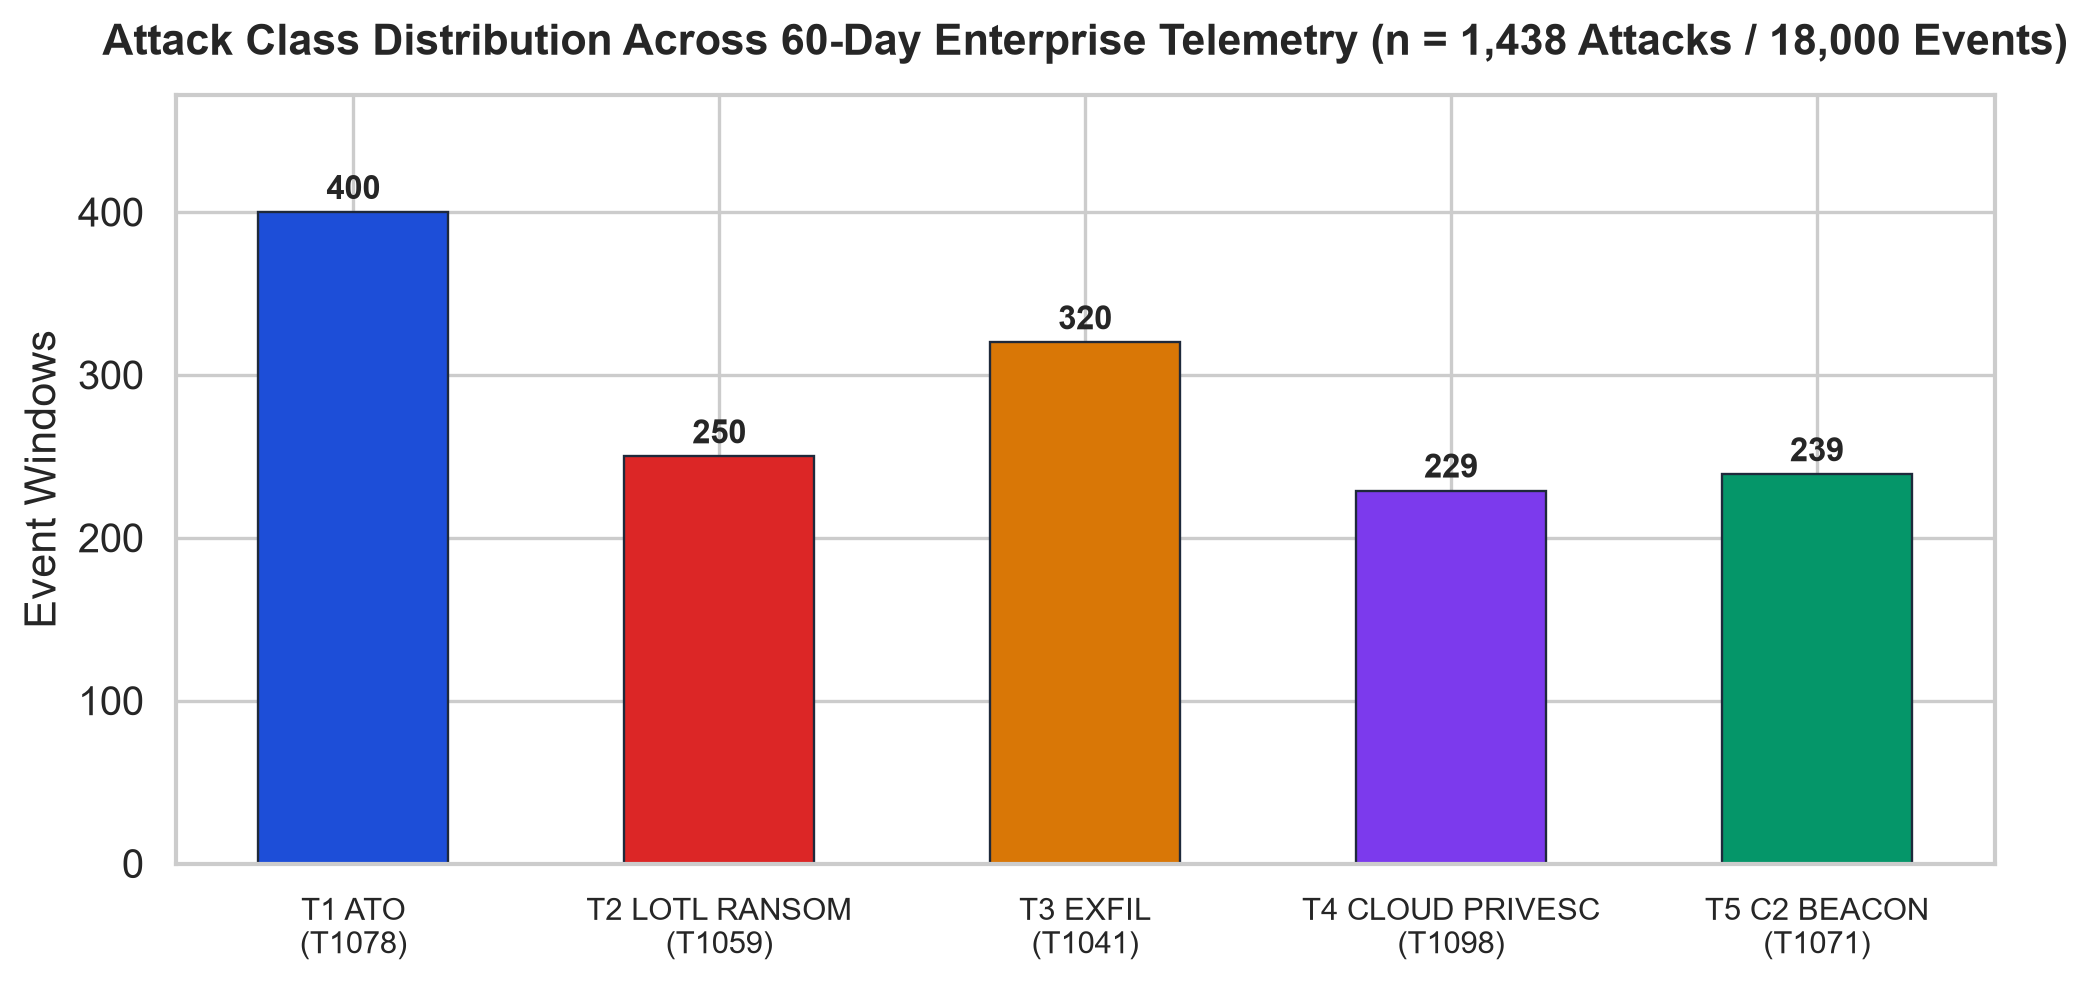 Attack Class Distribution Across 60-Day Enterprise Telemetry (n = 1,438 Attacks / 18,000 Events)
Event Windows
400
300
200
100
0
400
250
320
229
239
T1 ATO
(T1078)
T2 LOTL RANSOM
(T1059)
T3 EXFIL
(T1041)
T4 CLOUD PRIVESC
(T1098)
T5 C2 BEACON
(T1071)